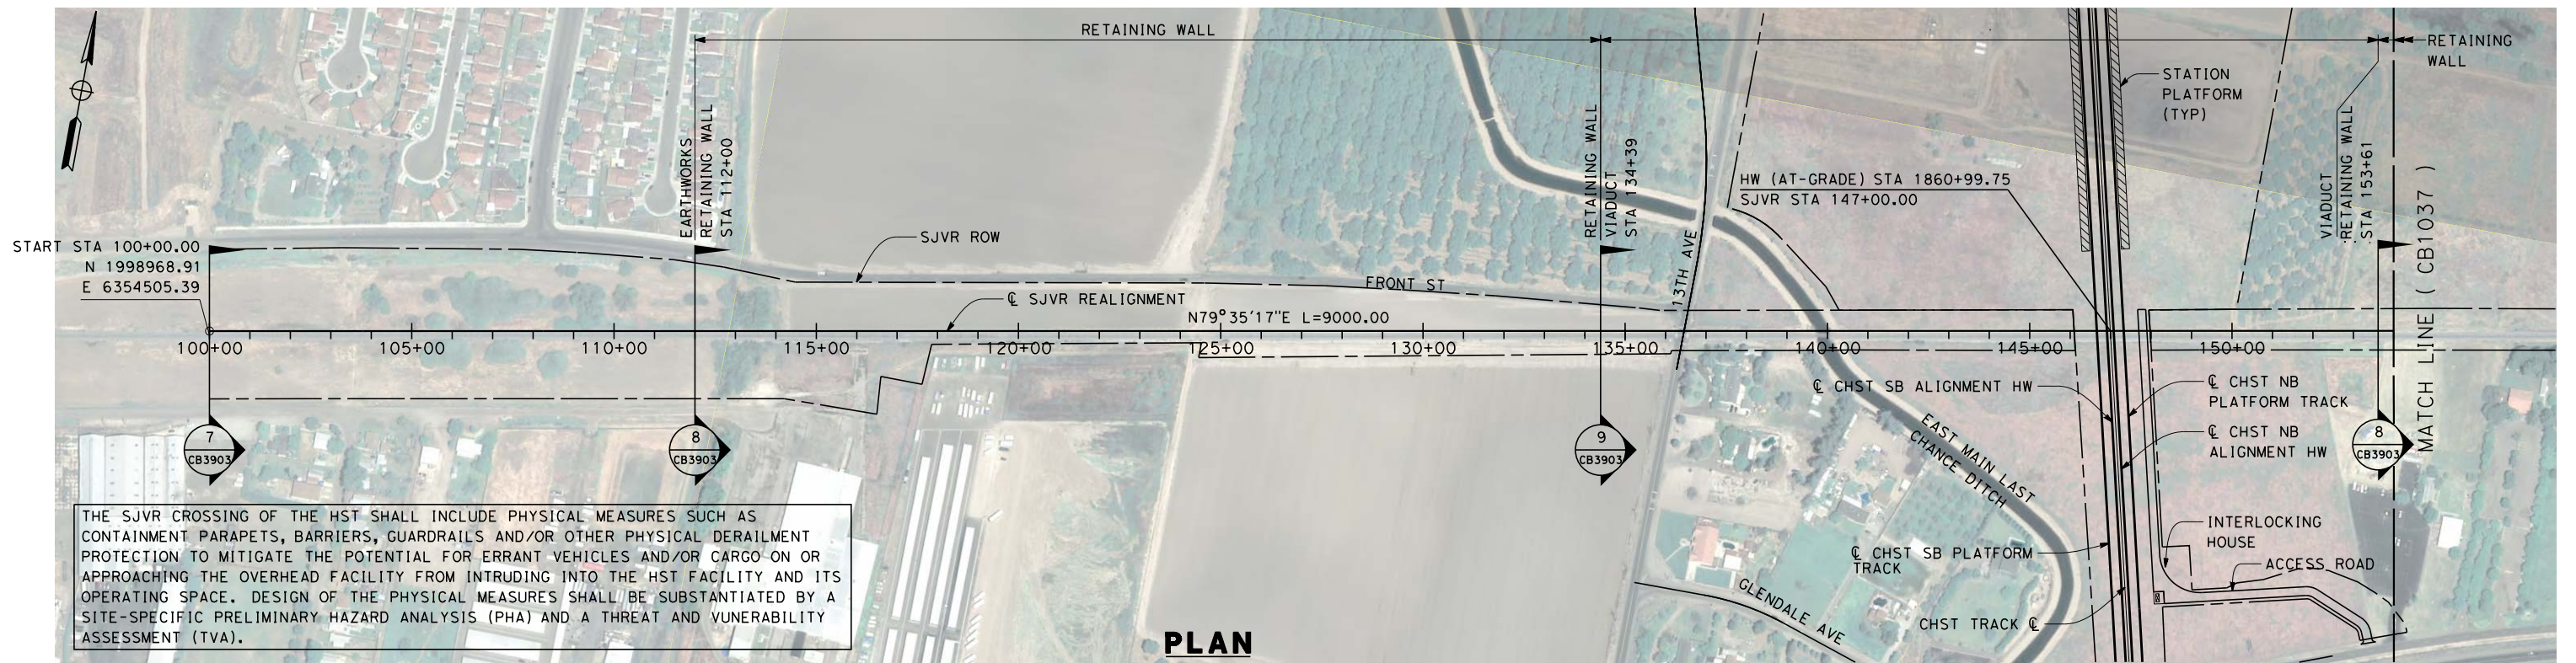 RETAINING WALL
RETAINING
WALL
STATION
PLATFORM
(TYP)
EARTHWORKS
RETAINING WALL
STA 112+00
RETAINING WALL
VIADUCT
STA 134+39
VIADUCT
RETAINING WALL
STA 153+61
MATCH LINE ( CB1037 )
HW (AT-GRADE) STA 1860+99.75
SJVR STA 147+00.00
START STA 100+00.00
N 1998968.91
E 6354505.39
SJVR ROW
13TH AVE
FRONT ST
℄ SJVR REALIGNMENT
N79°35'17"E L=9000.00
100+00
105+00
110+00
115+00
120+00
125+00
130+00
135+00
140+00
145+00
150+00
℄ CHST SB ALIGNMENT HW
℄ CHST NB
PLATFORM TRACK
℄ CHST NB
ALIGNMENT HW
7
CB3903
8
CB3903
9
CB3903
8
CB3903
EAST MAIN LAST
CHANCE DITCH
THE SJVR CROSSING OF THE HST SHALL INCLUDE PHYSICAL MEASURES SUCH AS
CONTAINMENT PARAPETS, BARRIERS, GUARDRAILS AND/OR OTHER PHYSICAL DERAILMENT
PROTECTION TO MITIGATE THE POTENTIAL FOR ERRANT VEHICLES AND/OR CARGO ON OR
APPROACHING THE OVERHEAD FACILITY FROM INTRUDING INTO THE HST FACILITY AND ITS
OPERATING SPACE. DESIGN OF THE PHYSICAL MEASURES SHALL BE SUBSTANTIATED BY A
SITE-SPECIFIC PRELIMINARY HAZARD ANALYSIS (PHA) AND A THREAT AND VUNERABILITY
ASSESSMENT (TVA).
INTERLOCKING
HOUSE
℄ CHST SB PLATFORM
TRACK
ACCESS ROAD
GLENDALE AVE
CHST TRACK ℄
PLAN